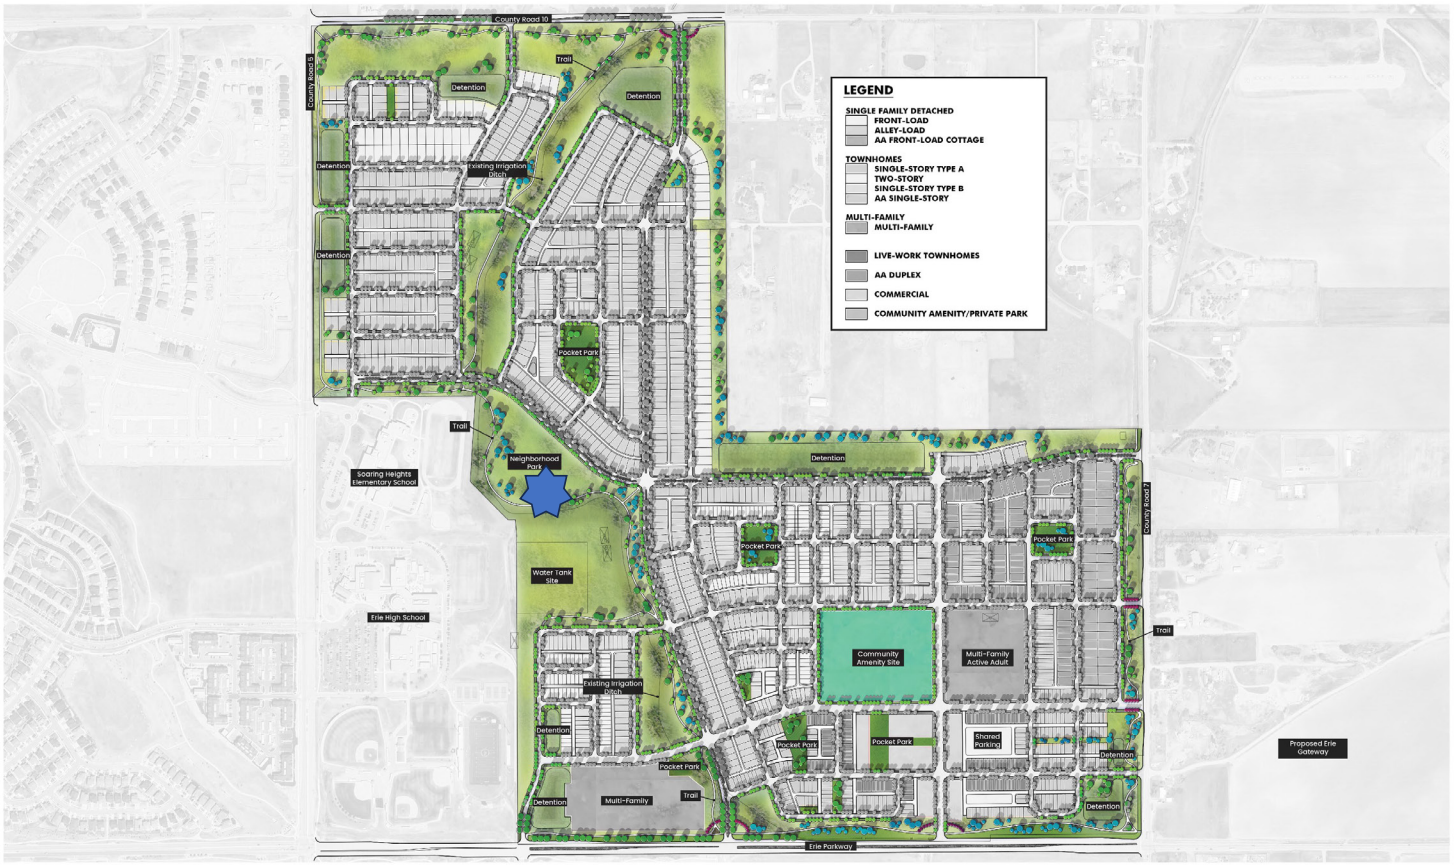 County Road 10
County Road 5
Trail
Detention
Detention
Detention
Existing Irrigation
Ditch
Detention
Pocket Park
LEGEND
SINGLE FAMILY DETACHED
FRONT-LOAD
ALLEY-LOAD
AA FRONT-LOAD COTTAGE
TOWNHOMES
SINGLE-STORY TYPE A
TWO-STORY
SINGLE-STORY TYPE B
AA SINGLE-STORY
MULTI-FAMILY
MULTI-FAMILY
LIVE-WORK TOWNHOMES
AA DUPLEX
COMMERCIAL
COMMUNITY AMENITY/PRIVATE PARK
Trail
Neighborhood
Park
Detention
Soaring Heights
Elementary School
County Road 7
Pocket Park
Pocket Park
Water Tank
Site
Erie High School
Trail
Community
Amenity Site
Multi-Family
Active Adult
Existing Irrigation
Ditch
Detention
Pocket Park
Pocket Park
Shared
Parking
Detention
Proposed Erie
Gateway
Pocket Park
Detention
Multi-Family
Trail
Detention
Erie Parkway